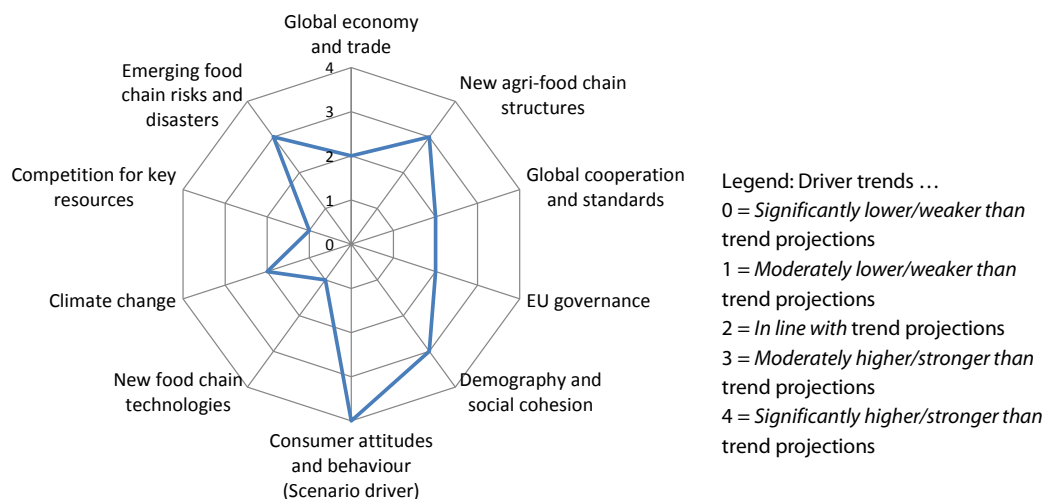 Global economy
and trade
Emerging food
chain risks and
disasters
New agri-food chain
structures
Competition for key
resources
Global cooperation
and standards
Climate change
EU governance
New food chain
technologies
Demography and
social cohesion
Consumer attitudes
and behaviour
(Scenario driver)
4
3
2
1
0
Legend: Driver trends …
0 = Significantly lower/weaker than
trend projections
1 = Moderately lower/weaker than
trend projections
2 = In line with trend projections
3 = Moderately higher/stronger than
trend projections
4 = Significantly higher/stronger than
trend projections